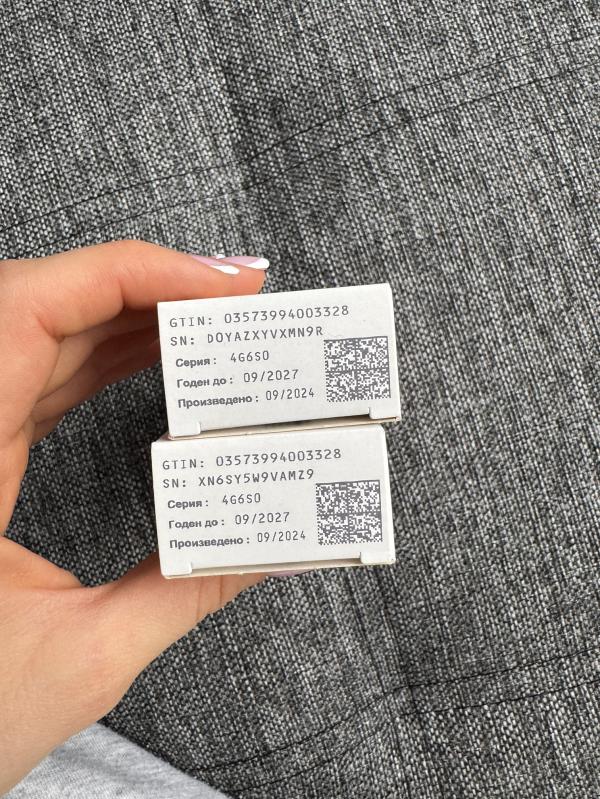 GTIN: 03573994003328
SN: D0YAZXYVXMN9R
Серия: 4G6S0
Годен до: 09/2027
Произведено: 09/2024
GTIN: 03573994003328
SN: XN6SY5W9VAMZ9
Серия: 4G6S0
Годен до: 09/2027
Произведено: 09/2024